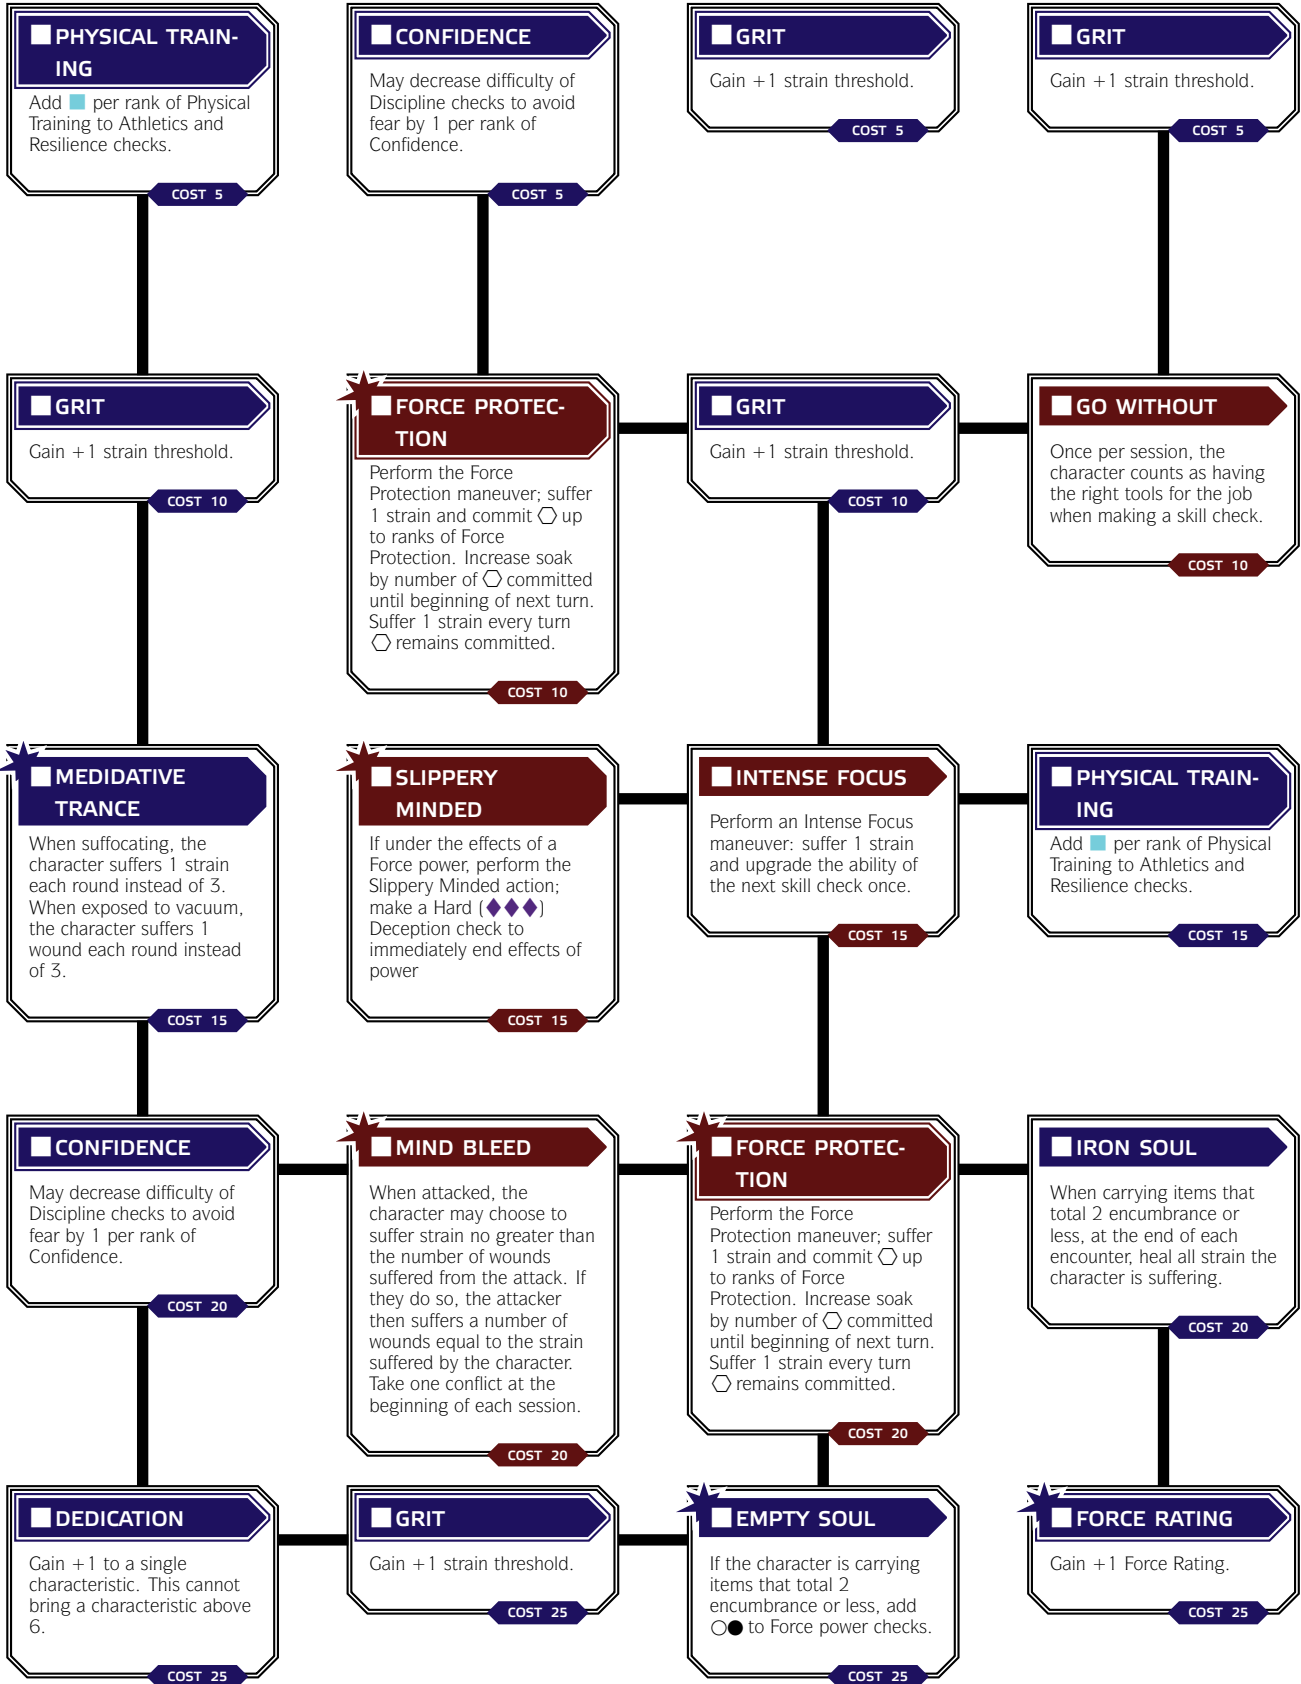 PHYSICAL TRAIN-
ING
Add per rank of Physical
Training to Athletics and
Resilience checks.
COST 5
CONFIDENCE
May decrease difficulty of
Discipline checks to avoid
fear by 1 per rank of
Confidence.
COST 5
GRIT
Gain +1 strain threshold.
COST 5
GRIT
Gain +1 strain threshold.
COST 5
GRIT
Gain +1 strain threshold.
COST 10
FORCE PROTEC-
TION
Perform the Force
Protection maneuver; suffer
1 strain and commit up
to ranks of Force
Protection. Increase soak
by number of committed
until beginning of next turn.
Suffer 1 strain every turn
remains committed.
COST 10
GRIT
Gain +1 strain threshold.
COST 10
GO WITHOUT
Once per session, the
character counts as having
the right tools for the job
when making a skill check.
COST 10
MEDIDATIVE
TRANCE
When suffocating, the
character suffers 1 strain
each round instead of 3.
When exposed to vacuum,
the character suffers 1
wound each round instead
of 3.
COST 15
SLIPPERY
MINDED
If under the effects of a
Force power, perform the
Slippery Minded action;
make a Hard (♦♦♦)
Deception check to
immediately end effects of
power
COST 15
INTENSE FOCUS
Perform an Intense Focus
maneuver: suffer 1 strain
and upgrade the ability of
the next skill check once.
COST 15
PHYSICAL TRAIN-
ING
Add per rank of Physical
Training to Athletics and
Resilience checks.
COST 15
CONFIDENCE
May decrease difficulty of
Discipline checks to avoid
fear by 1 per rank of
Confidence.
COST 20
MIND BLEED
When attacked, the
character may choose to
suffer strain no greater than
the number of wounds
suffered from the attack. If
they do so, the attacker
then suffers a number of
wounds equal to the strain
suffered by the character.
Take one conflict at the
beginning of each session.
COST 20
FORCE PROTEC-
TION
Perform the Force
Protection maneuver; suffer
1 strain and commit up
to ranks of Force
Protection. Increase soak
by number of committed
until beginning of next turn.
Suffer 1 strain every turn
remains committed.
COST 20
IRON SOUL
When carrying items that
total 2 encumbrance or
less, at the end of each
encounter, heal all strain the
character is suffering.
COST 20
DEDICATION
Gain +1 to a single
characteristic. This cannot
bring a characteristic above
6.
COST 25
GRIT
Gain +1 strain threshold.
COST 25
EMPTY SOUL
If the character is carrying
items that total 2
encumbrance or less, add
○● to Force power checks.
COST 25
FORCE RATING
Gain +1 Force Rating.
COST 25